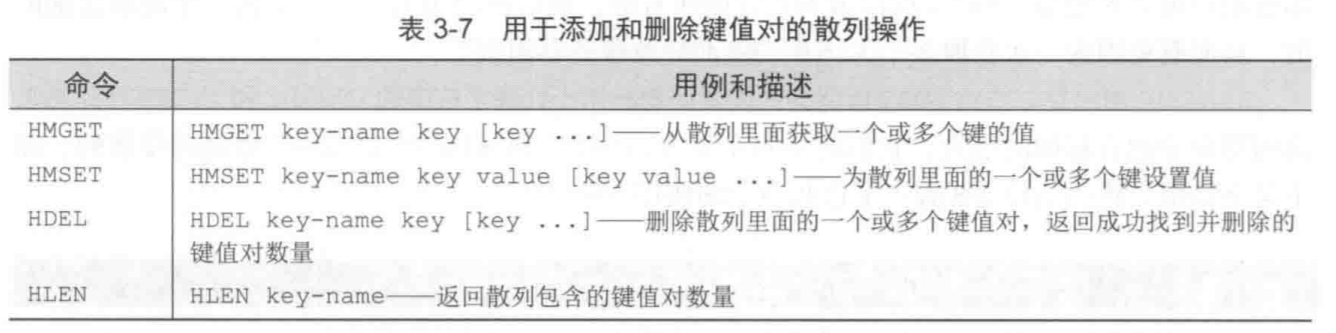 表 3-7 用于添加和删除键值对的散列操作
命令 用例和描述
HMGET HMGET key-name key [key ...]——从散列里面获取一个或多个键的值
HMSET HMSET key-name key value [key value ...]——为散列里面的一个或多个键设置值
HDEL HDEL key-name key [key ...]——删除散列里面的一个或多个键值对，返回成功找到并删除的
键值对数量
HLEN HLEN key-name——返回散列包含的键值对数量